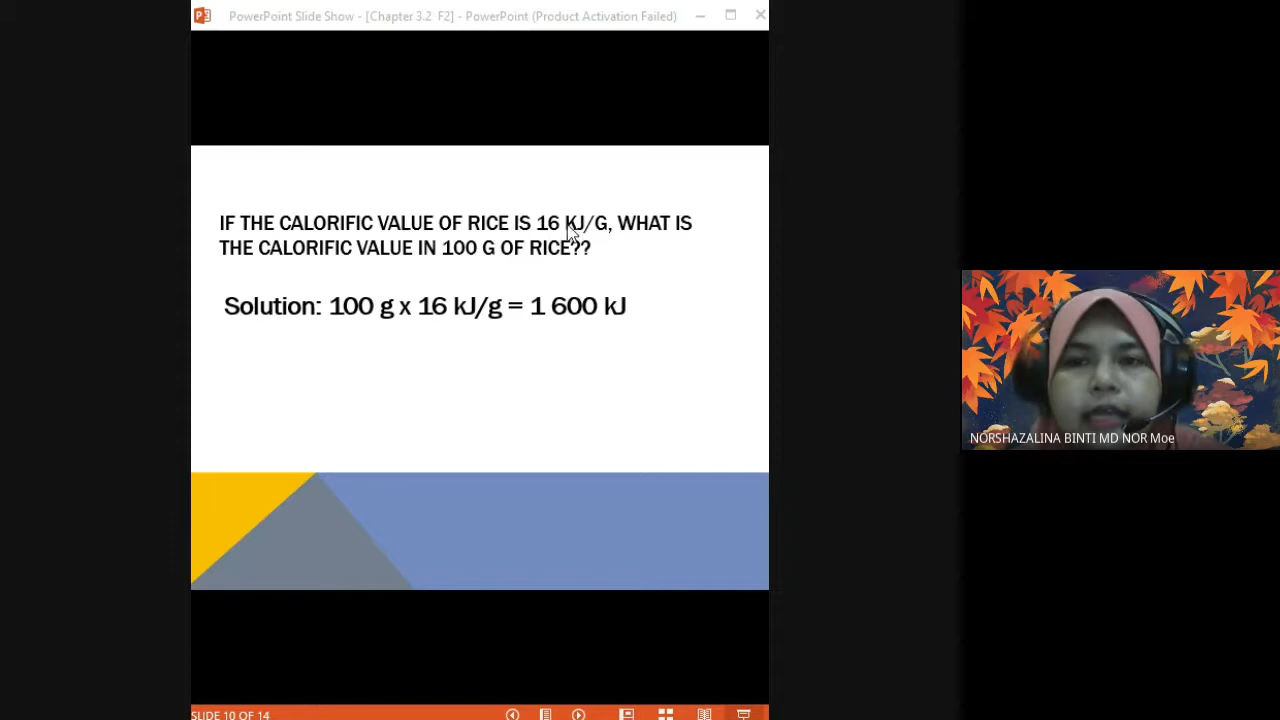 PowerPoint Slide Show - [Chapter 3.2 F2] - PowerPoint (Product Activation Failed)
IF THE CALORIFIC VALUE OF RICE IS 16 KJ/G, WHAT IS
THE CALORIFIC VALUE IN 100 G OF RICE??
Solution: 100 g x 16 kJ/g = 1 600 kJ
NORSHAZALINA BINTI MD NOR Moe
SLIDE 10 OF 14